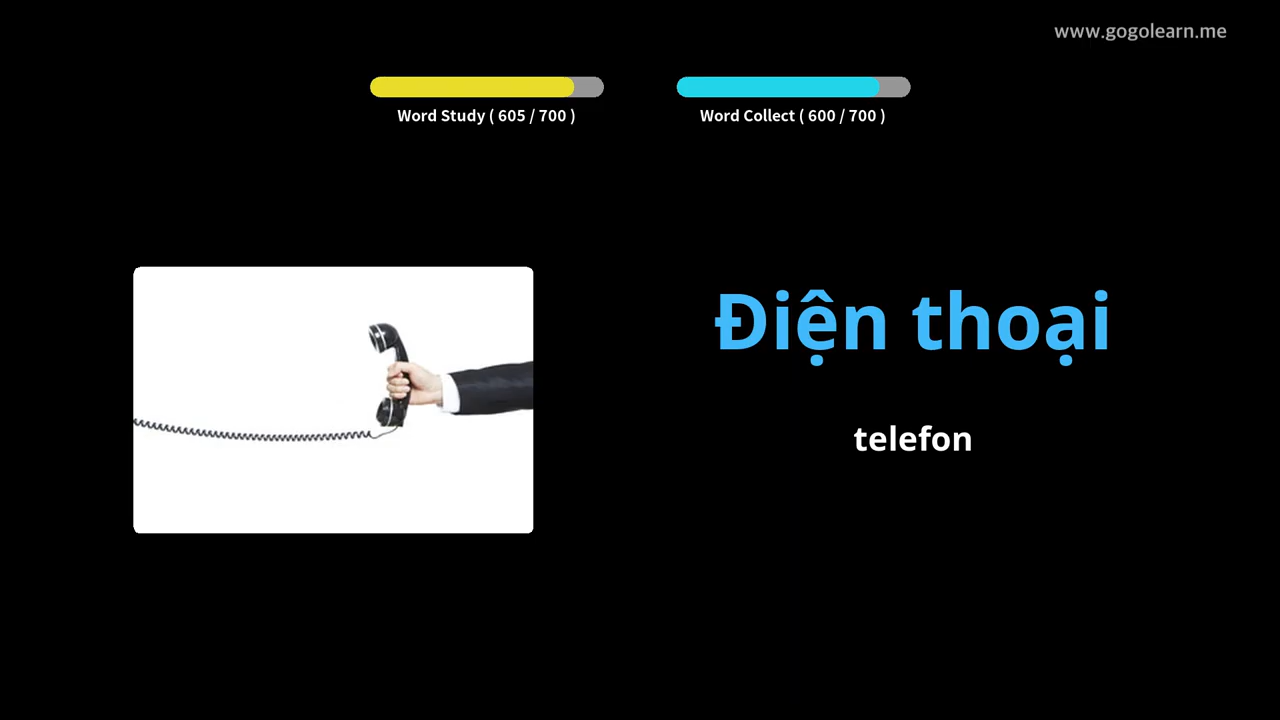 www.gogolearn.me
Word Study ( 605 / 700 )
Word Collect ( 600 / 700 )
Điện thoại
telefon